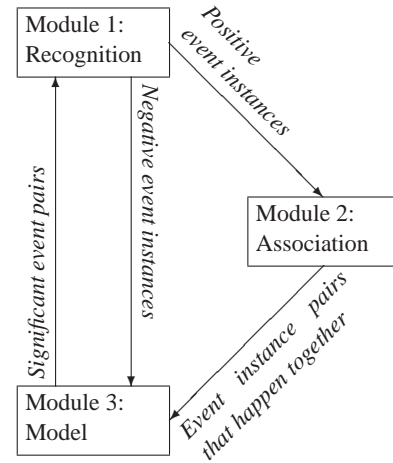 Module 1:
Recognition
Positive
event instances
Negative event instances
Significant event pairs
Module 2:
Association
Event instance pairs
that happen together
Module 3:
Model